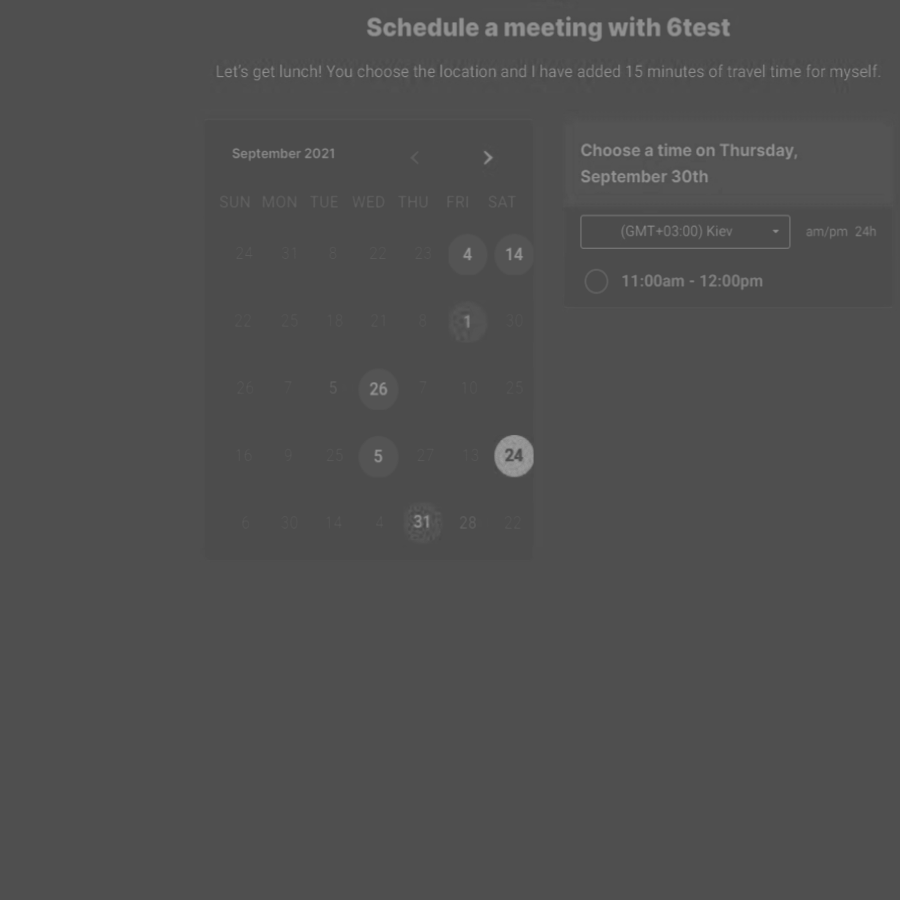 Schedule a meeting with 6test
Let's get lunch! You choose the location and I have added 15 minutes of travel time for myself.
September 2021
SUN MON TUE WED THU FRI SAT
24 31 8 22 23 4 14
22 25 18 21 8 1 30
26 7 5 26 7 10 29
16 9 25 5 27 13 24
6 30 14 4 31 28 22
Choose a time on Thursday,
September 30th
(GMT+03:00) Kiev am/pm 24h
11:00am - 12:00pm